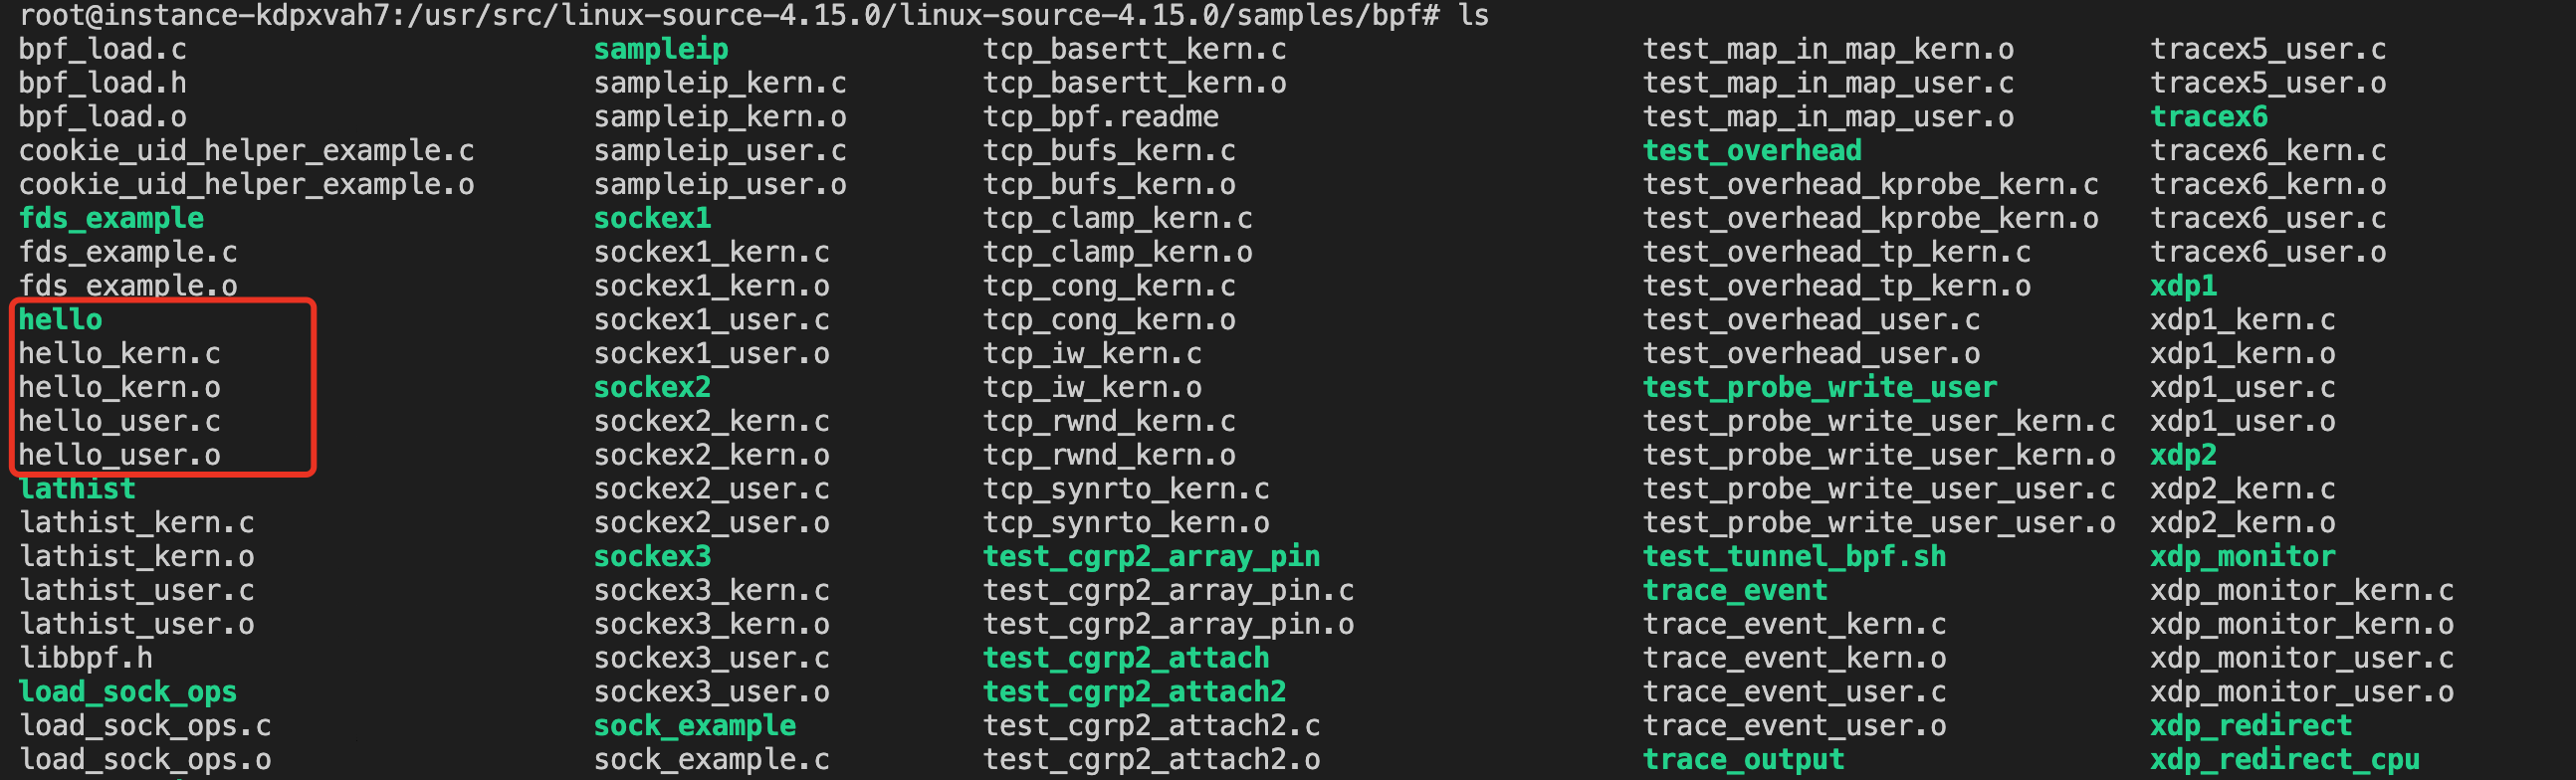 root@instance-kdpxvah7:/usr/src/linux-source-4.15.0/linux-source-4.15.0/samples/bpf# ls
bpf_load.c sampleip tcp_basertt_kern.c test_map_in_map_kern.o tracex5_user.c
bpf_load.h sampleip_kern.c tcp_basertt_kern.o test_map_in_map_user.c tracex5_user.o
bpf_load.o sampleip_kern.o tcp_bpf.readme test_map_in_map_user.o tracex6
cookie_uid_helper_example.c sampleip_user.c tcp_bufs_kern.c test_overhead tracex6_kern.c
cookie_uid_helper_example.o sampleip_user.o tcp_bufs_kern.o test_overhead_kprobe_kern.c tracex6_kern.o
fds_example sockex1 tcp_clamp_kern.c test_overhead_kprobe_kern.o tracex6_user.c
fds_example.c sockex1_kern.c tcp_clamp_kern.o test_overhead_tp_kern.c tracex6_user.o
fds_example.o sockex1_kern.o tcp_cong_kern.c test_overhead_tp_kern.o xdp1
hello sockex1_user.c tcp_cong_kern.o test_overhead_user.c xdp1_kern.c
hello_kern.c sockex1_user.o tcp_iw_kern.c test_overhead_user.o xdp1_kern.o
hello_kern.o sockex2 tcp_iw_kern.o test_probe_write_user xdp1_user.c
hello_user.c sockex2_kern.c tcp_rwnd_kern.c test_probe_write_user_kern.c xdp1_user.o
hello_user.o sockex2_kern.o tcp_rwnd_kern.o test_probe_write_user_kern.o xdp2
lathist sockex2_user.c tcp_synrto_kern.c test_probe_write_user_user.c xdp2_kern.c
lathist_kern.c sockex2_user.o tcp_synrto_kern.o test_probe_write_user_user.o xdp2_kern.o
lathist_kern.o sockex3 test_cgrp2_array_pin test_tunnel_bpf.sh xdp_monitor
lathist_user.c sockex3_kern.c test_cgrp2_array_pin.c trace_event xdp_monitor_kern.c
lathist_user.o sockex3_kern.o test_cgrp2_array_pin.o trace_event_kern.c xdp_monitor_kern.o
libbpf.h sockex3_user.c test_cgrp2_attach trace_event_kern.o xdp_monitor_user.c
load_sock_ops sockex3_user.o test_cgrp2_attach2 trace_event_user.c xdp_monitor_user.o
load_sock_ops.c sock_example test_cgrp2_attach2.c trace_event_user.o xdp_redirect
load_sock_ops.o sock_example.c test_cgrp2_attach2.o trace_output xdp_redirect_cpu